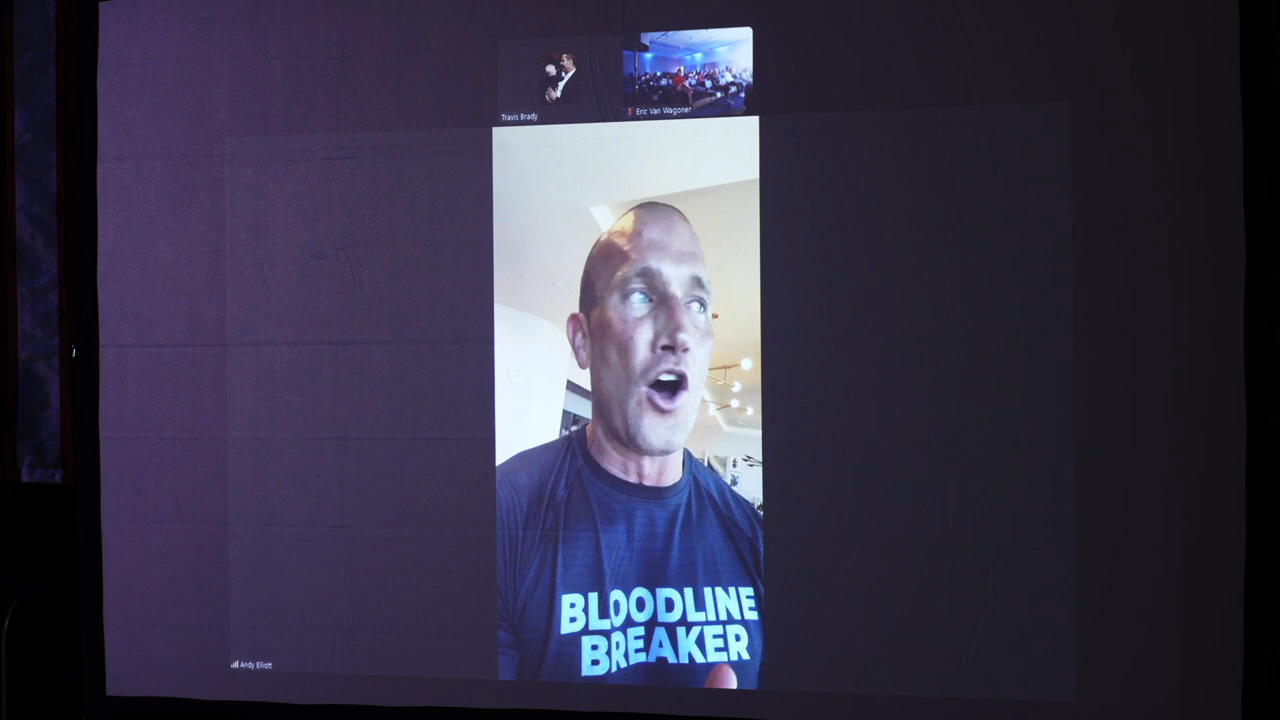 Travis Brady
Eric Van Wagoner
BLOODLINE
BREAKER
Andy Elliott